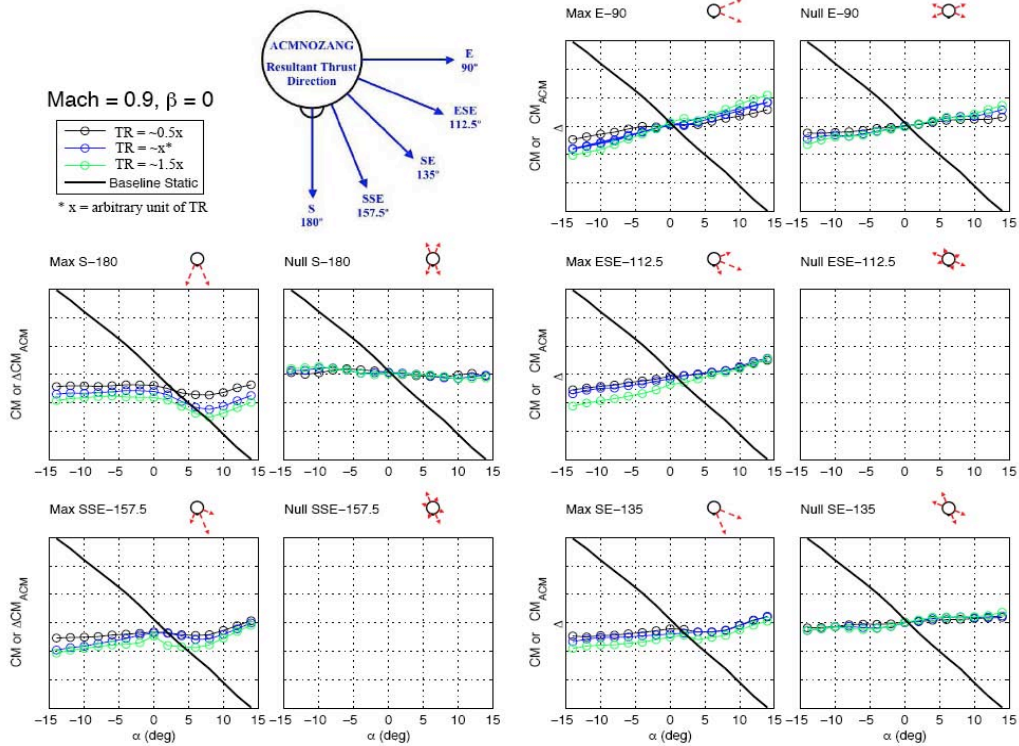 ACMNOZANG
Resultant Thrust
Direction
E
90°
ESE
112.5°
SE
135°
SSE
157.5°
S
180°
Mach = 0.9, β = 0
TR = ~0.5x
TR = ~x*
TR = ~1.5x
Baseline Static
* x = arbitrary unit of TR
Max E−90
CM or CM_ACM
Δ
−15 −10 −5 0 5 10 15
Null E−90
−15 −10 −5 0 5 10 15
Max S−180
CM or ΔCM_ACM
−15 −10 −5 0 5 10 15
Null S−180
−15 −10 −5 0 5 10 15
Max ESE−112.5
CM or CM_ACM
Δ
−15 −10 −5 0 5 10 15
Null ESE−112.5
−15 −10 −5 0 5 10 15
Max SSE−157.5
CM or ΔCM_ACM
−15 −10 −5 0 5 10 15
α (deg)
Null SSE−157.5
−15 −10 −5 0 5 10 15
α (deg)
Max SE−135
CM or CM_ACM
Δ
−15 −10 −5 0 5 10 15
α (deg)
Null SE−135
−15 −10 −5 0 5 10 15
α (deg)